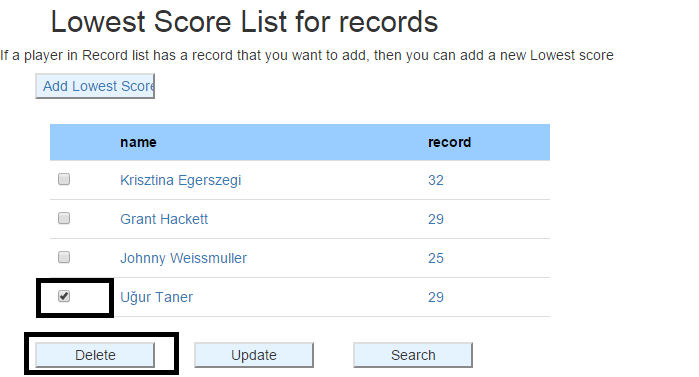 Lowest Score List for records
If a player in Record list has a record that you want to add, then you can add a new Lowest score
Add Lowest Score
name record
Krisztina Egerszegi 32
Grant Hackett 29
Johnny Weissmuller 25
Uğur Taner 29
Delete Update Search